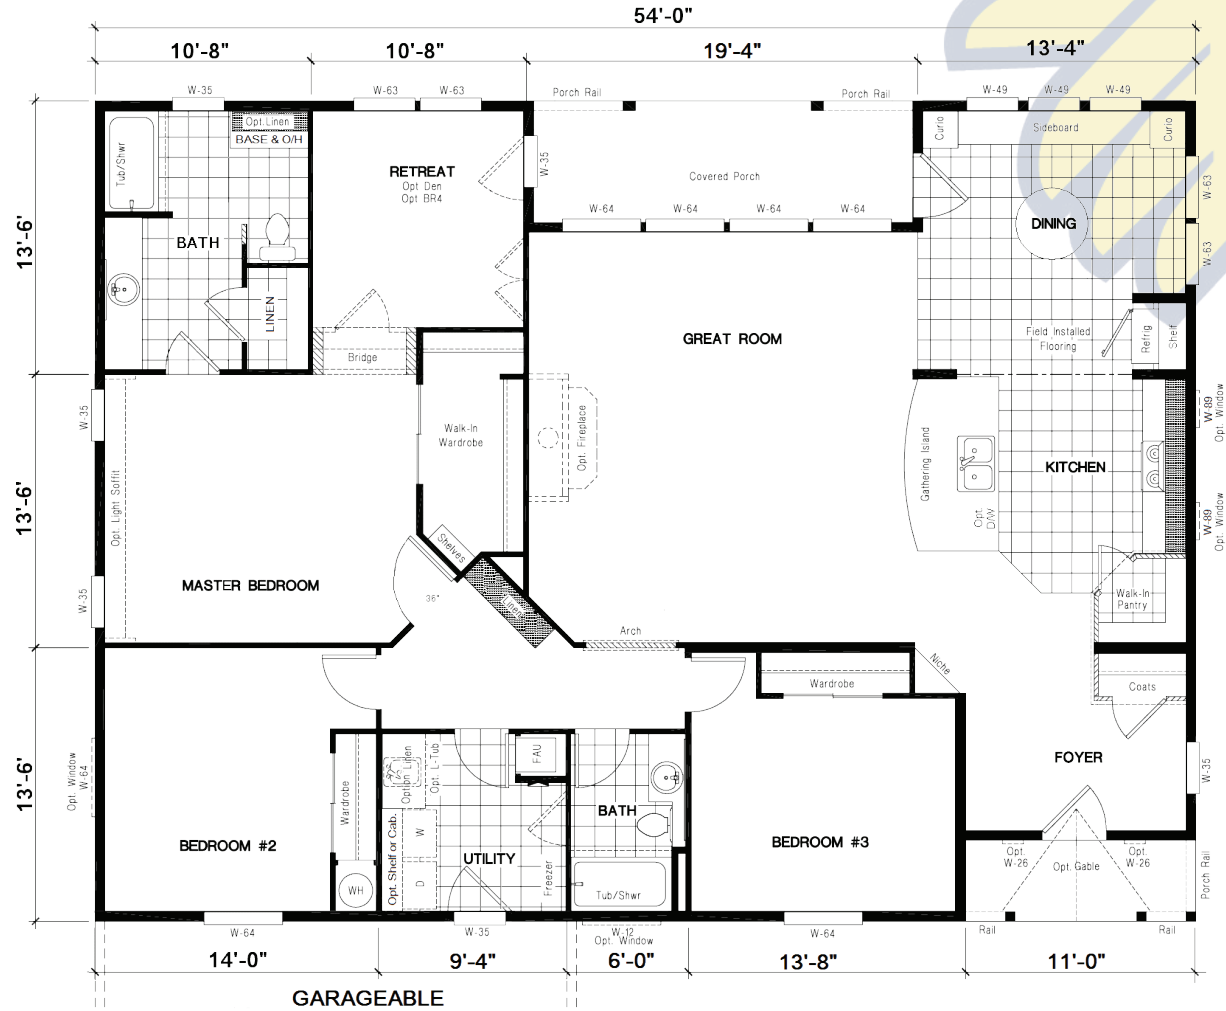 54'-0"
10'-8"
10'-8"
19'-4"
13'-4"
W-35
W-63
W-63
Porch Rail
Porch Rail
W-49
W-49
W-49
Opt.Linen
BASE & O/H
Tub/Shwr
RETREAT
Opt Den
Opt BR4
W-35
Covered Porch
Curio
Sideboard
Curio
W-63
W-64
W-64
W-64
W-64
DINING
13'-6"
BATH
W-63
LINEN
GREAT ROOM
Field Installed
Flooring
Refrig
Shelf
Bridge
W-35
Opt. Light Soffit
Walk-In
Wardrobe
Opt. Fireplace
Gathering Island
KITCHEN
W-89
Opt. Window
13'-6"
Opt.
D/W
W-89
Opt. Window
Shelves
MASTER BEDROOM
W-35
36"
Linen
Walk-In
Pantry
Arch
Niche
Wardrobe
Coats
13'-6"
Opt. Window
W-64
Wardrobe
Option Linen
Opt. L-Tub
FAU
FOYER
W-35
BATH
Opt. Shelf or Cab.
W
D
BEDROOM #2
UTILITY
Freezer
BEDROOM #3
WH
Tub/Shwr
Opt.
W-26
Opt. Gable
Opt.
W-26
Porch Rail
W-64
W-35
W-12
Opt. Window
W-64
Rail
Rail
14'-0"
9'-4"
6'-0"
13'-8"
11'-0"
GARAGEABLE